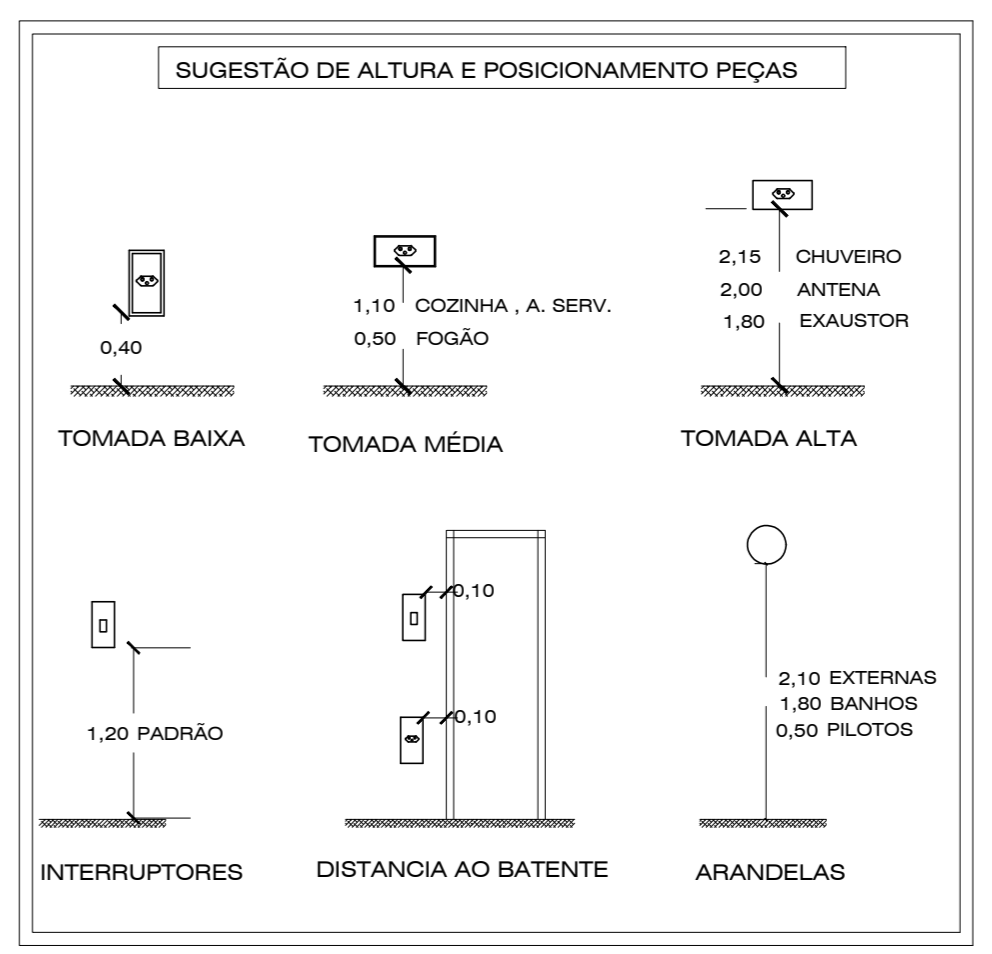 SUGESTÃO DE ALTURA E POSICIONAMENTO PEÇAS
0,40
TOMADA BAIXA
1,10 COZINHA , A. SERV.
0,50 FOGÃO
TOMADA MÉDIA
2,15 CHUVEIRO
2,00 ANTENA
1,80 EXAUSTOR
TOMADA ALTA
1,20 PADRÃO
INTERRUPTORES
0,10
0,10
DISTANCIA AO BATENTE
2,10 EXTERNAS
1,80 BANHOS
0,50 PILOTOS
ARANDELAS